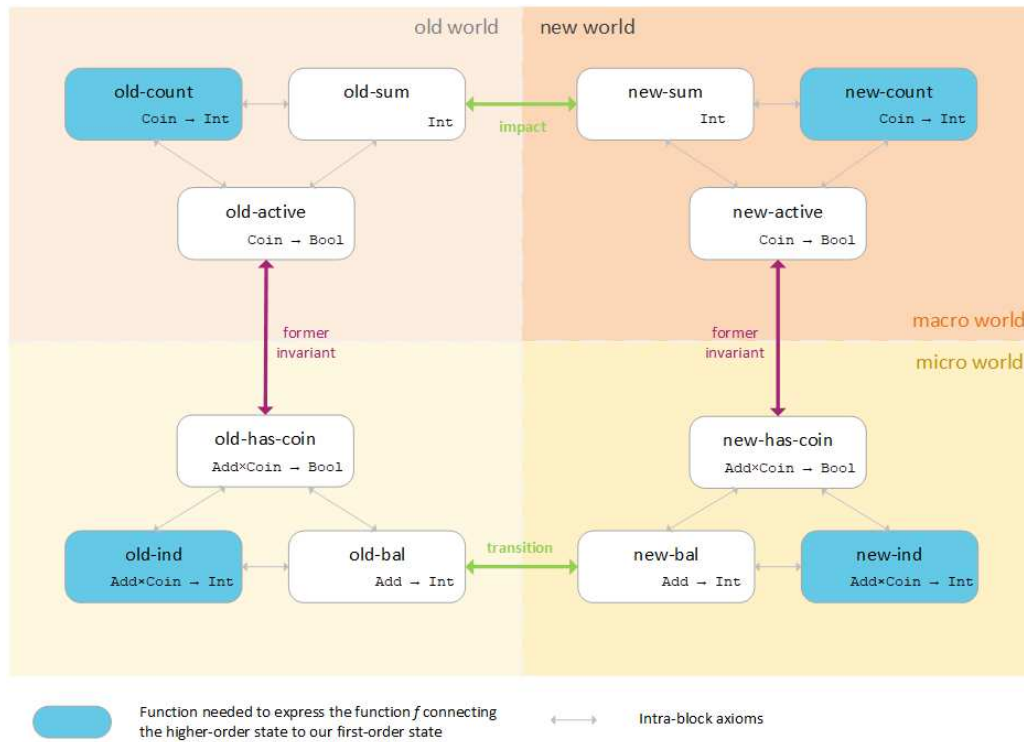 old world new world
old-count old-sum new-sum new-count
Coin → Int Int Int Coin → Int
impact
old-active new-active
Coin → Bool Coin → Bool
former former
invariant invariant
macro world
micro world
old-has-coin new-has-coin
Add×Coin → Bool Add×Coin → Bool
old-ind old-bal transition new-bal new-ind
Add×Coin → Int Add → Int Add → Int Add×Coin → Int
Function needed to express the function f connecting
the higher-order state to our first-order state
Intra-block axioms